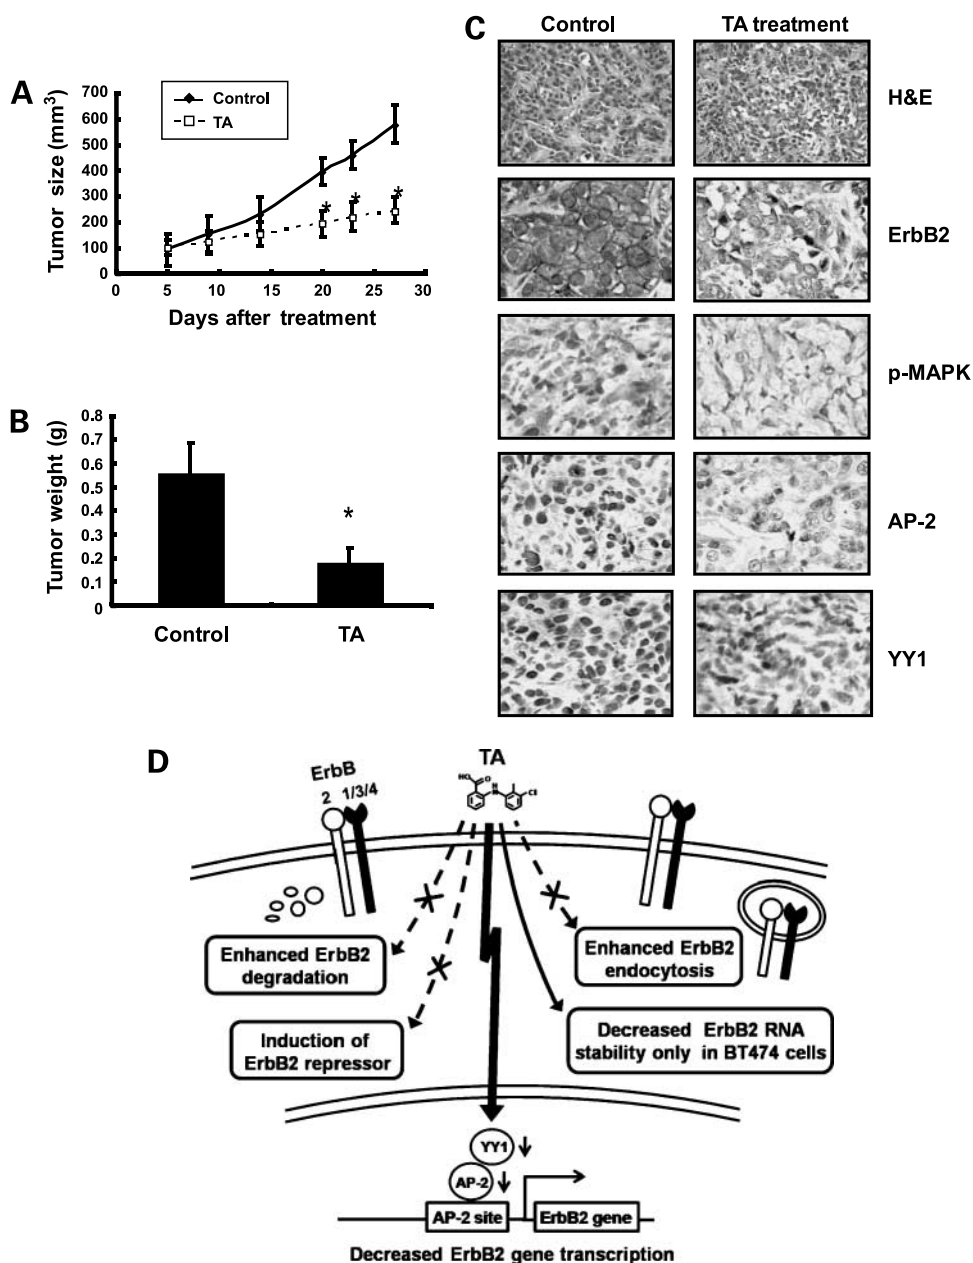 A
Tumor size (mm³)
700
600
500
400
300
200
100
0
Control
TA
*
*
*
0
5
10
15
20
25
30
Days after treatment
B
Tumor weight (g)
0.8
0.7
0.6
0.5
0.4
0.3
0.2
0.1
0
*
Control
TA
C
Control
TA treatment
H&E
ErbB2
p-MAPK
AP-2
YY1
D
ErbB
2 1/3/4
TA
HO
O
H
N
Cl
Enhanced ErbB2
degradation
Induction of
ErbB2 repressor
Enhanced ErbB2
endocytosis
Decreased ErbB2 RNA
stability only in BT474 cells
YY1
AP-2
AP-2 site
ErbB2 gene
Decreased ErbB2 gene transcription